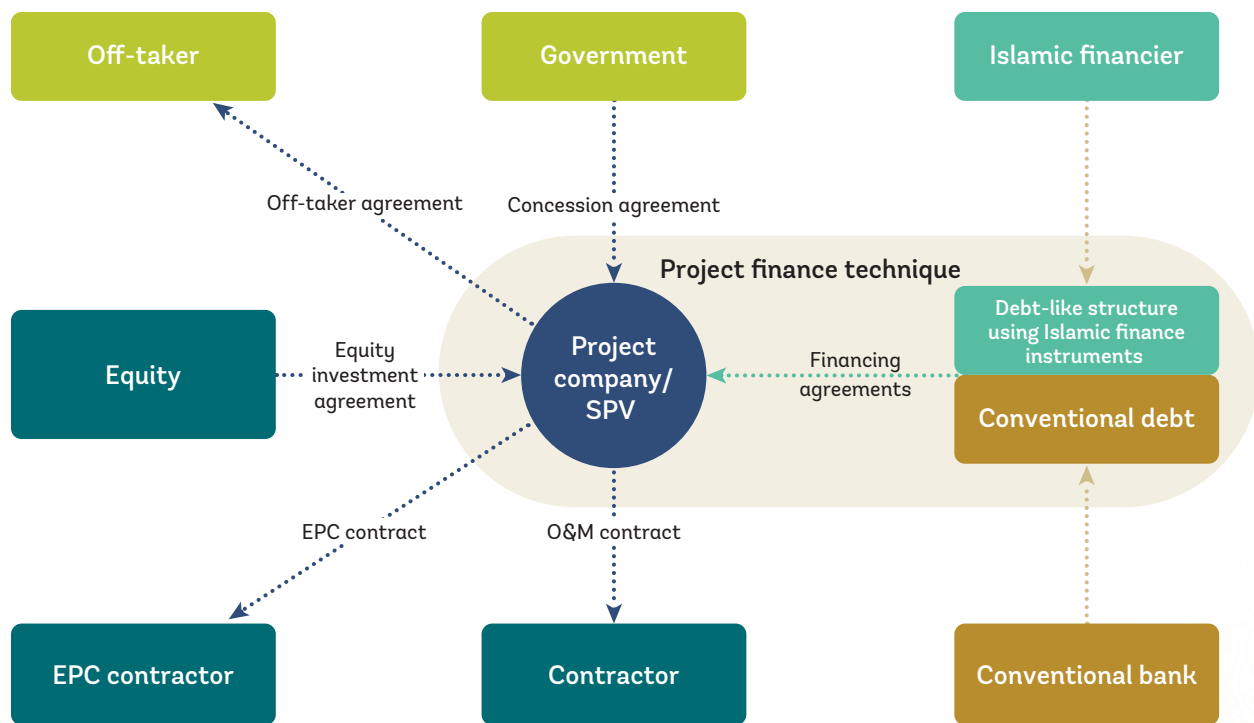 Off-taker
Government
Islamic financier
Off-taker agreement
Concession agreement
Project finance technique
Equity
Equity
investment
agreement
Project
company/
SPV
Financing
agreements
Debt-like structure
using Islamic finance
instruments
Conventional debt
EPC contract
O&M contract
EPC contractor
Contractor
Conventional bank